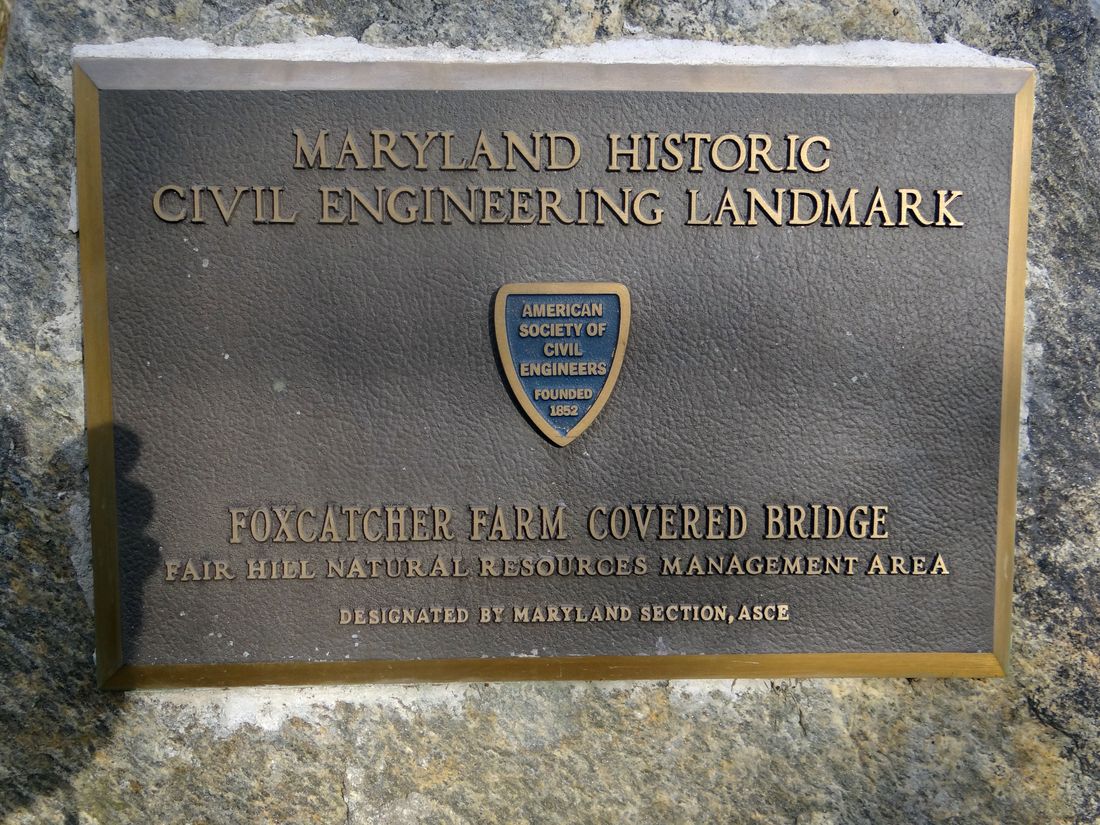 MARYLAND HISTORIC
CIVIL ENGINEERING LANDMARK
AMERICAN
SOCIETY OF
CIVIL
ENGINEERS
FOUNDED
1852
FOXCATCHER FARM COVERED BRIDGE
FAIR HILL NATURAL RESOURCES MANAGEMENT AREA
DESIGNATED BY MARYLAND SECTION, ASCE